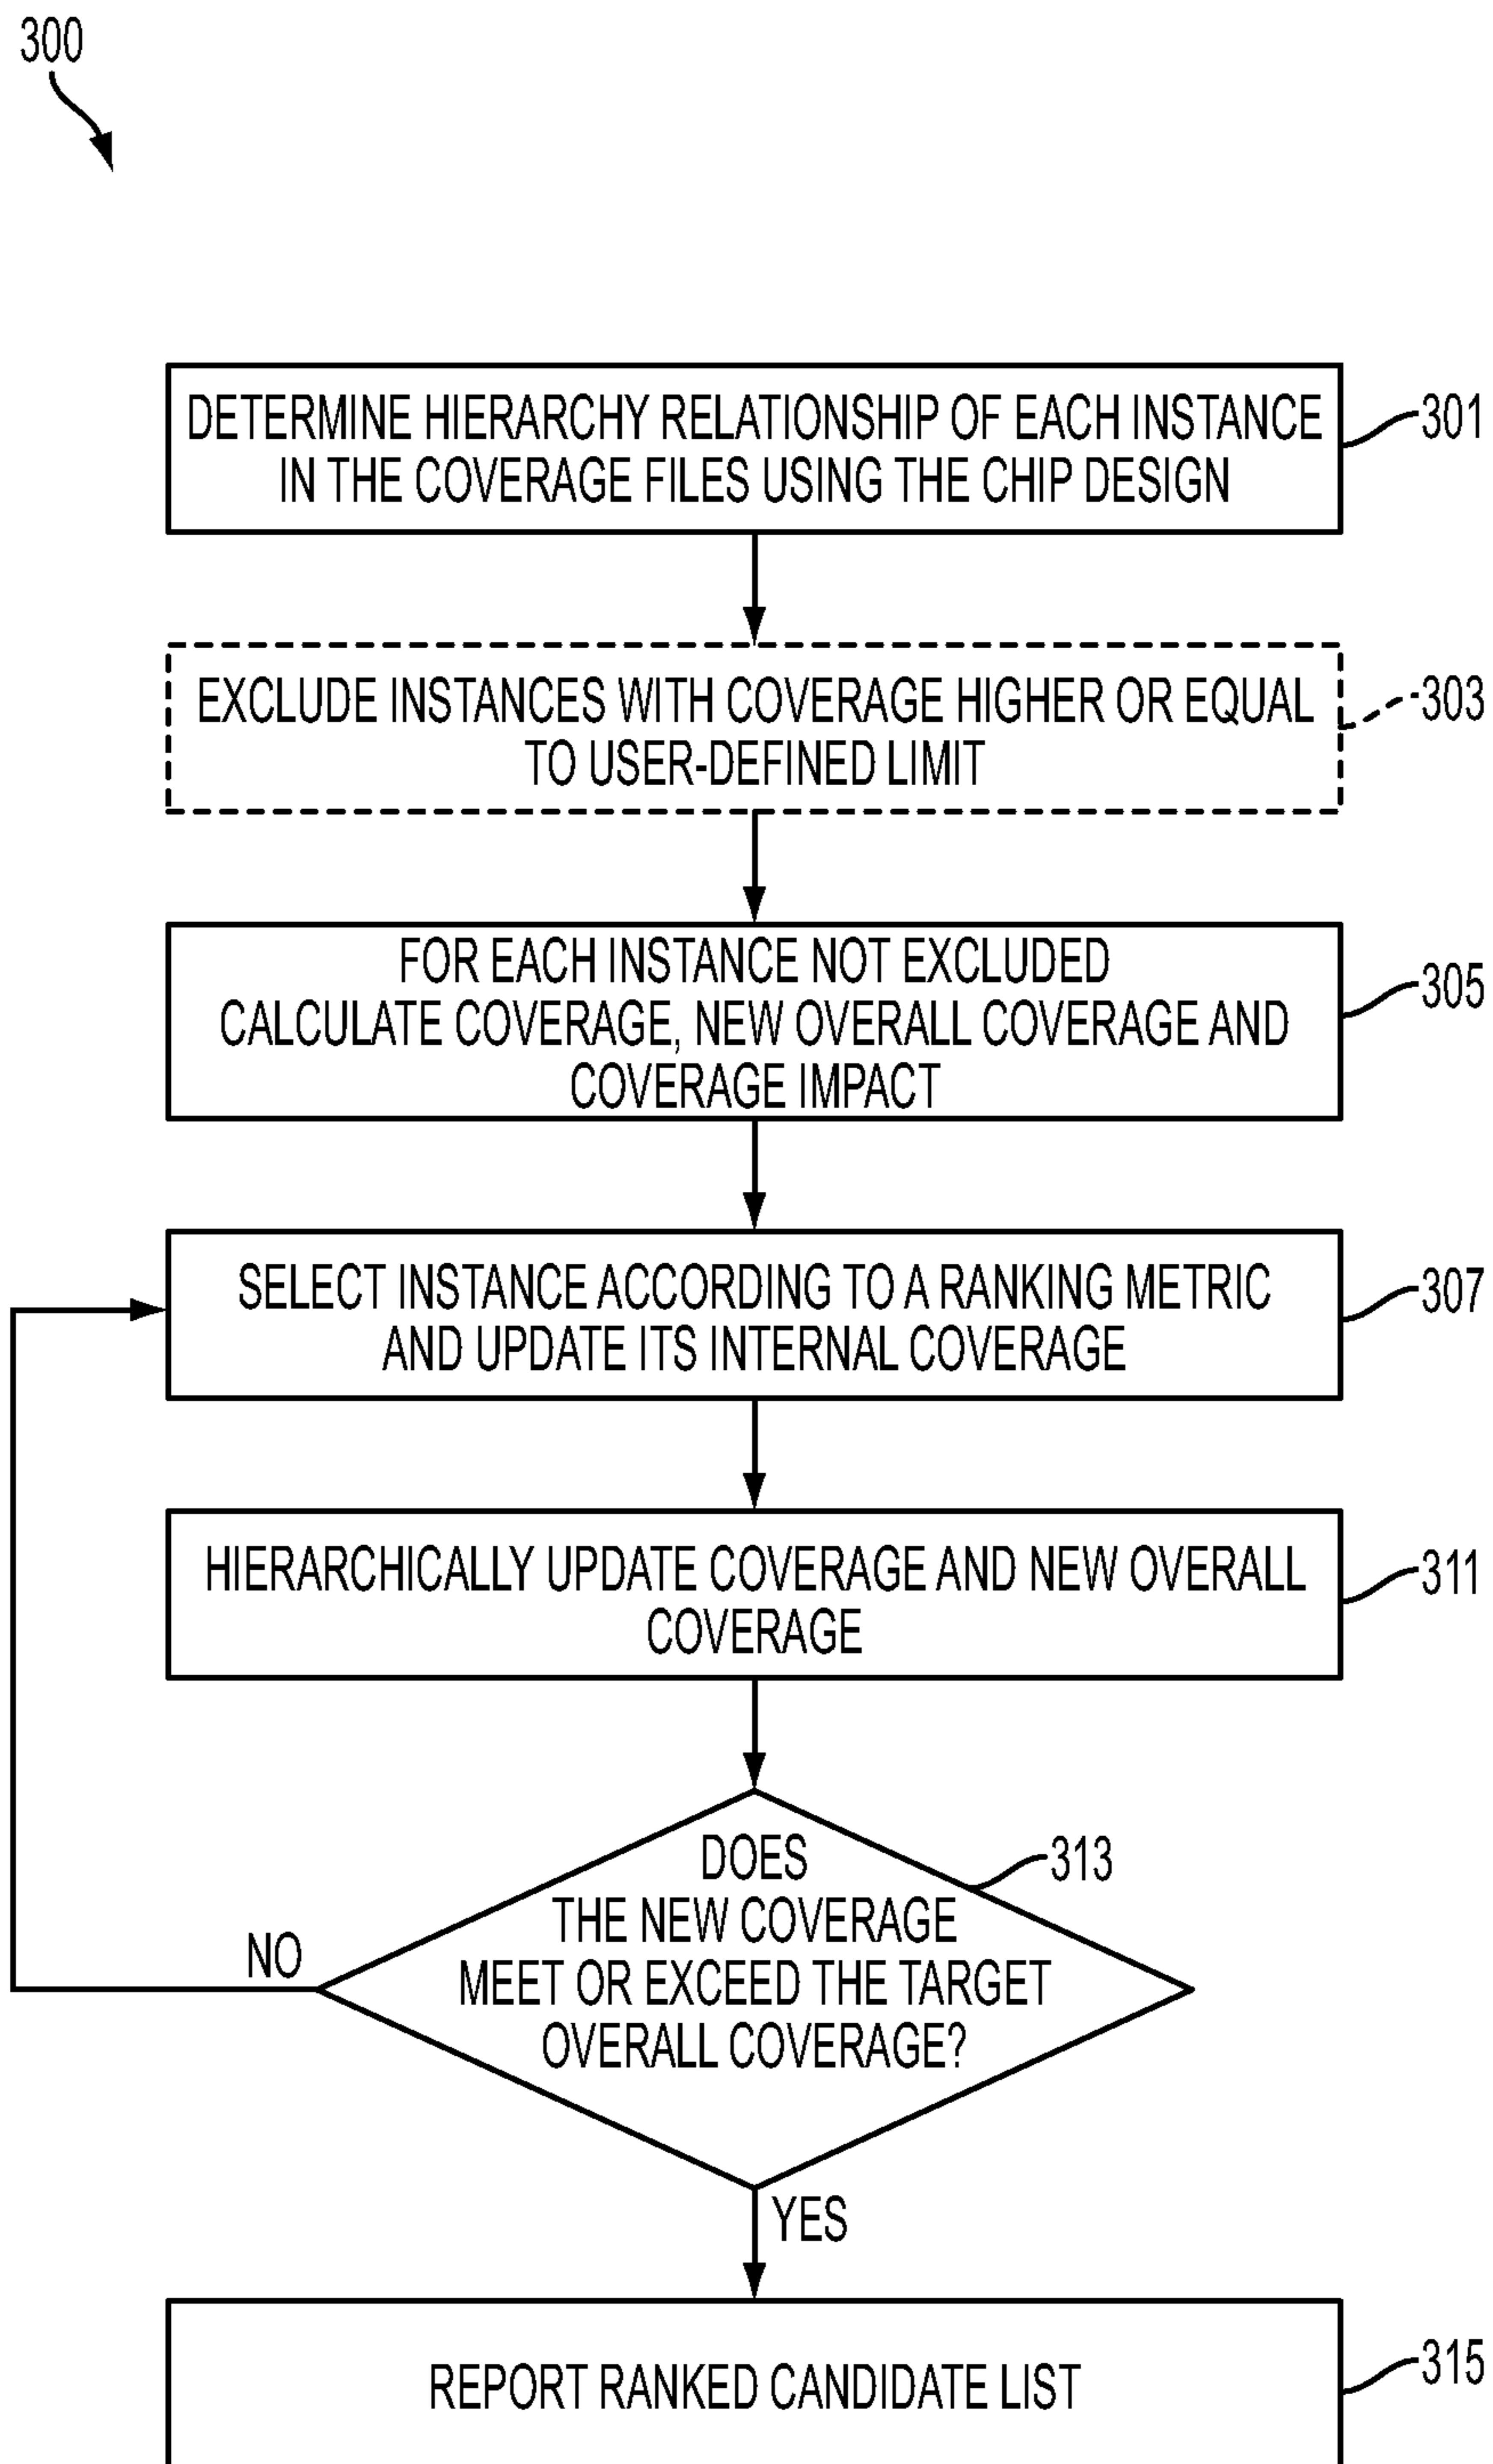 300
DETERMINE HIERARCHY RELATIONSHIP OF EACH INSTANCE
IN THE COVERAGE FILES USING THE CHIP DESIGN
301
EXCLUDE INSTANCES WITH COVERAGE HIGHER OR EQUAL
TO USER-DEFINED LIMIT
303
FOR EACH INSTANCE NOT EXCLUDED
CALCULATE COVERAGE, NEW OVERALL COVERAGE AND
COVERAGE IMPACT
305
SELECT INSTANCE ACCORDING TO A RANKING METRIC
AND UPDATE ITS INTERNAL COVERAGE
307
HIERARCHICALLY UPDATE COVERAGE AND NEW OVERALL
COVERAGE
311
DOES
THE NEW COVERAGE
MEET OR EXCEED THE TARGET
OVERALL COVERAGE?
313
NO
YES
REPORT RANKED CANDIDATE LIST
315